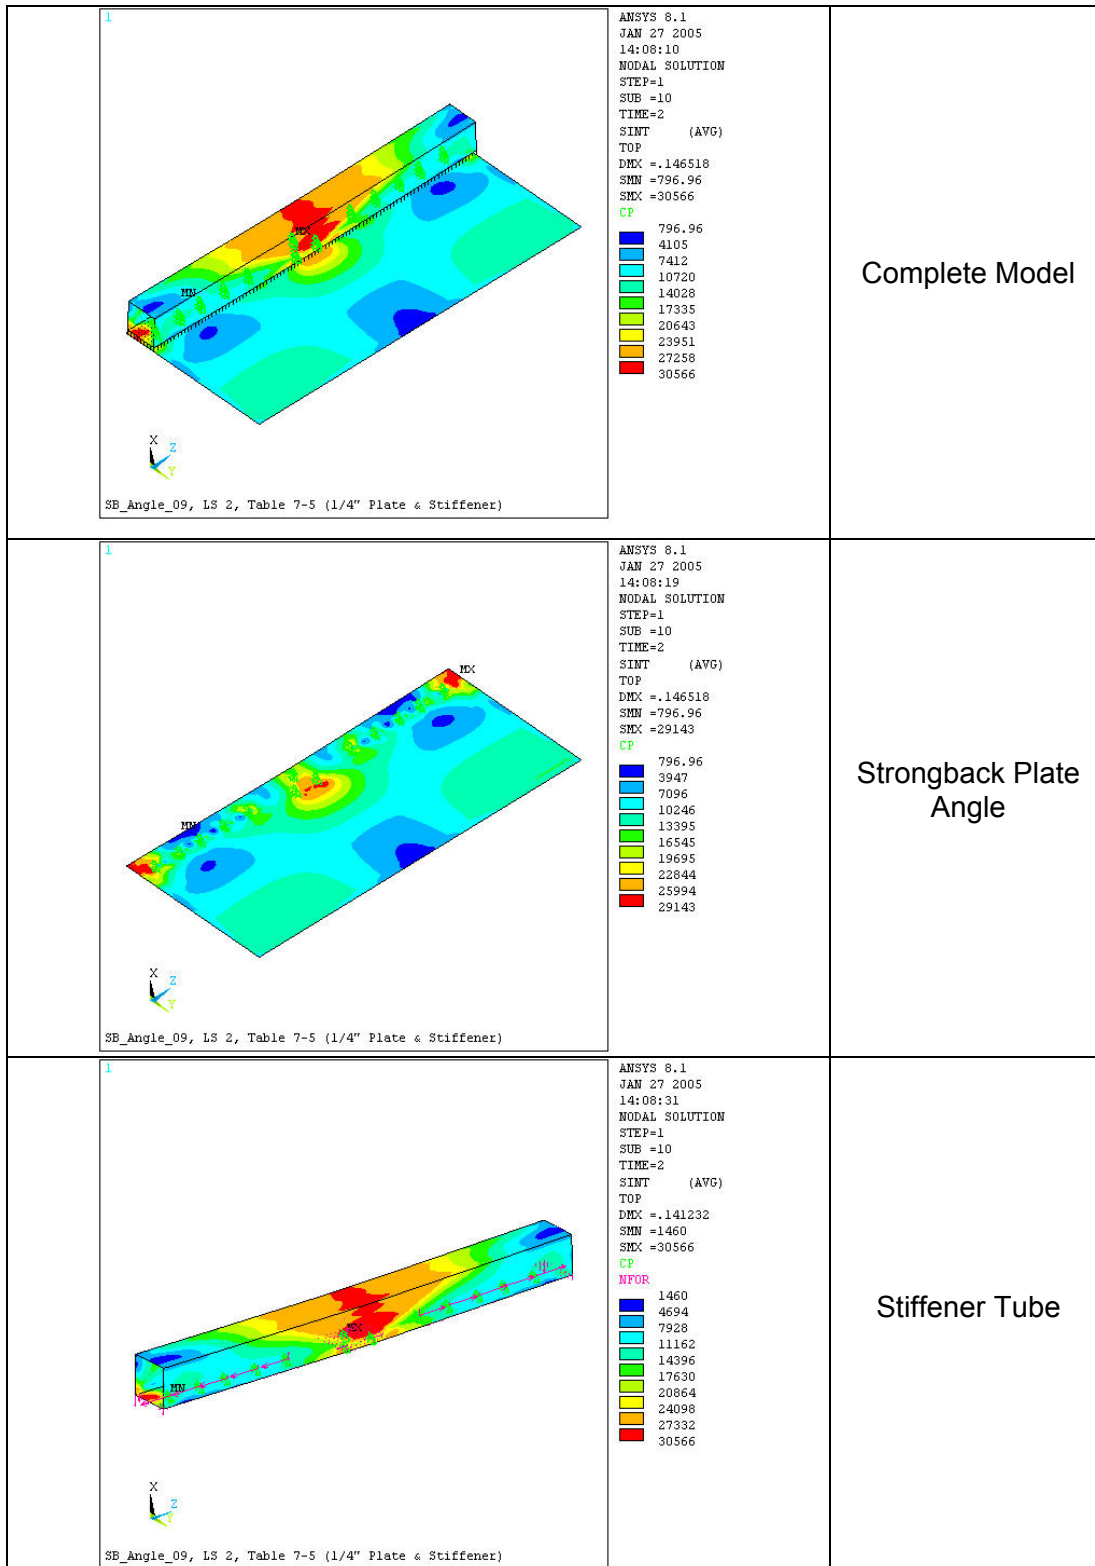 1
ANSYS 8.1
JAN 27 2005
14:08:10
NODAL SOLUTION
STEP=1
SUB =10
TIME=2
SINT (AVG)
TOP
DMX =.146518
SMN =796.96
SMX =30566
CP
796.96
4105
7412
10720
14028
17335
20643
23951
27258
30566
MX
MN
X
Z
Y
SB_Angle_09, LS 2, Table 7-5 (1/4" Plate & Stiffener)
Complete Model
1
ANSYS 8.1
JAN 27 2005
14:08:19
NODAL SOLUTION
STEP=1
SUB =10
TIME=2
SINT (AVG)
TOP
DMX =.146518
SMN =796.96
SMX =29143
CP
796.96
3947
7096
10246
13395
16545
19695
22844
25994
29143
MX
MN
X
Z
Y
SB_Angle_09, LS 2, Table 7-5 (1/4" Plate & Stiffener)
Strongback Plate
Angle
1
ANSYS 8.1
JAN 27 2005
14:08:31
NODAL SOLUTION
STEP=1
SUB =10
TIME=2
SINT (AVG)
TOP
DMX =.141232
SMN =1460
SMX =30566
CP
NFOR
1460
4694
7928
11162
14396
17630
20864
24098
27332
30566
MX
MN
X
Z
Y
SB_Angle_09, LS 2, Table 7-5 (1/4" Plate & Stiffener)
Stiffener Tube